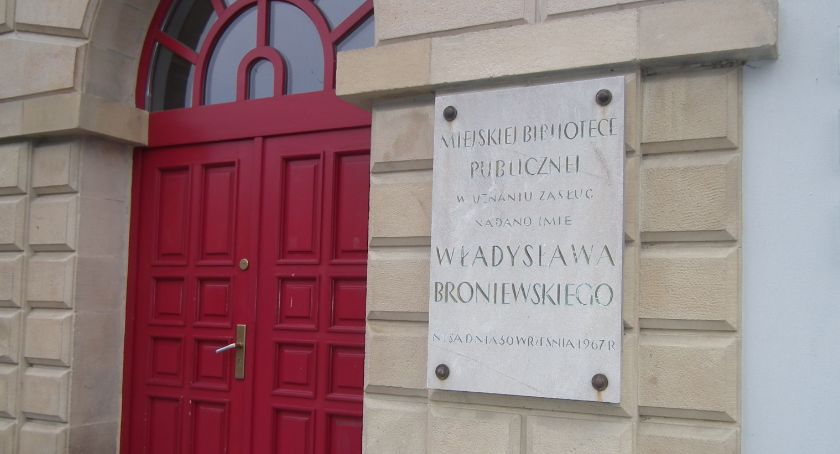 MIEJSKIEJ BIBLIOTECE
PUBLICZNEJ
W UZNANIU ZASŁUG
NADANO IMIĘ
WŁADYSŁAWA
BRONIEWSKIEGO
NYSA DNIA 30 WRZEŚNIA 1967 R